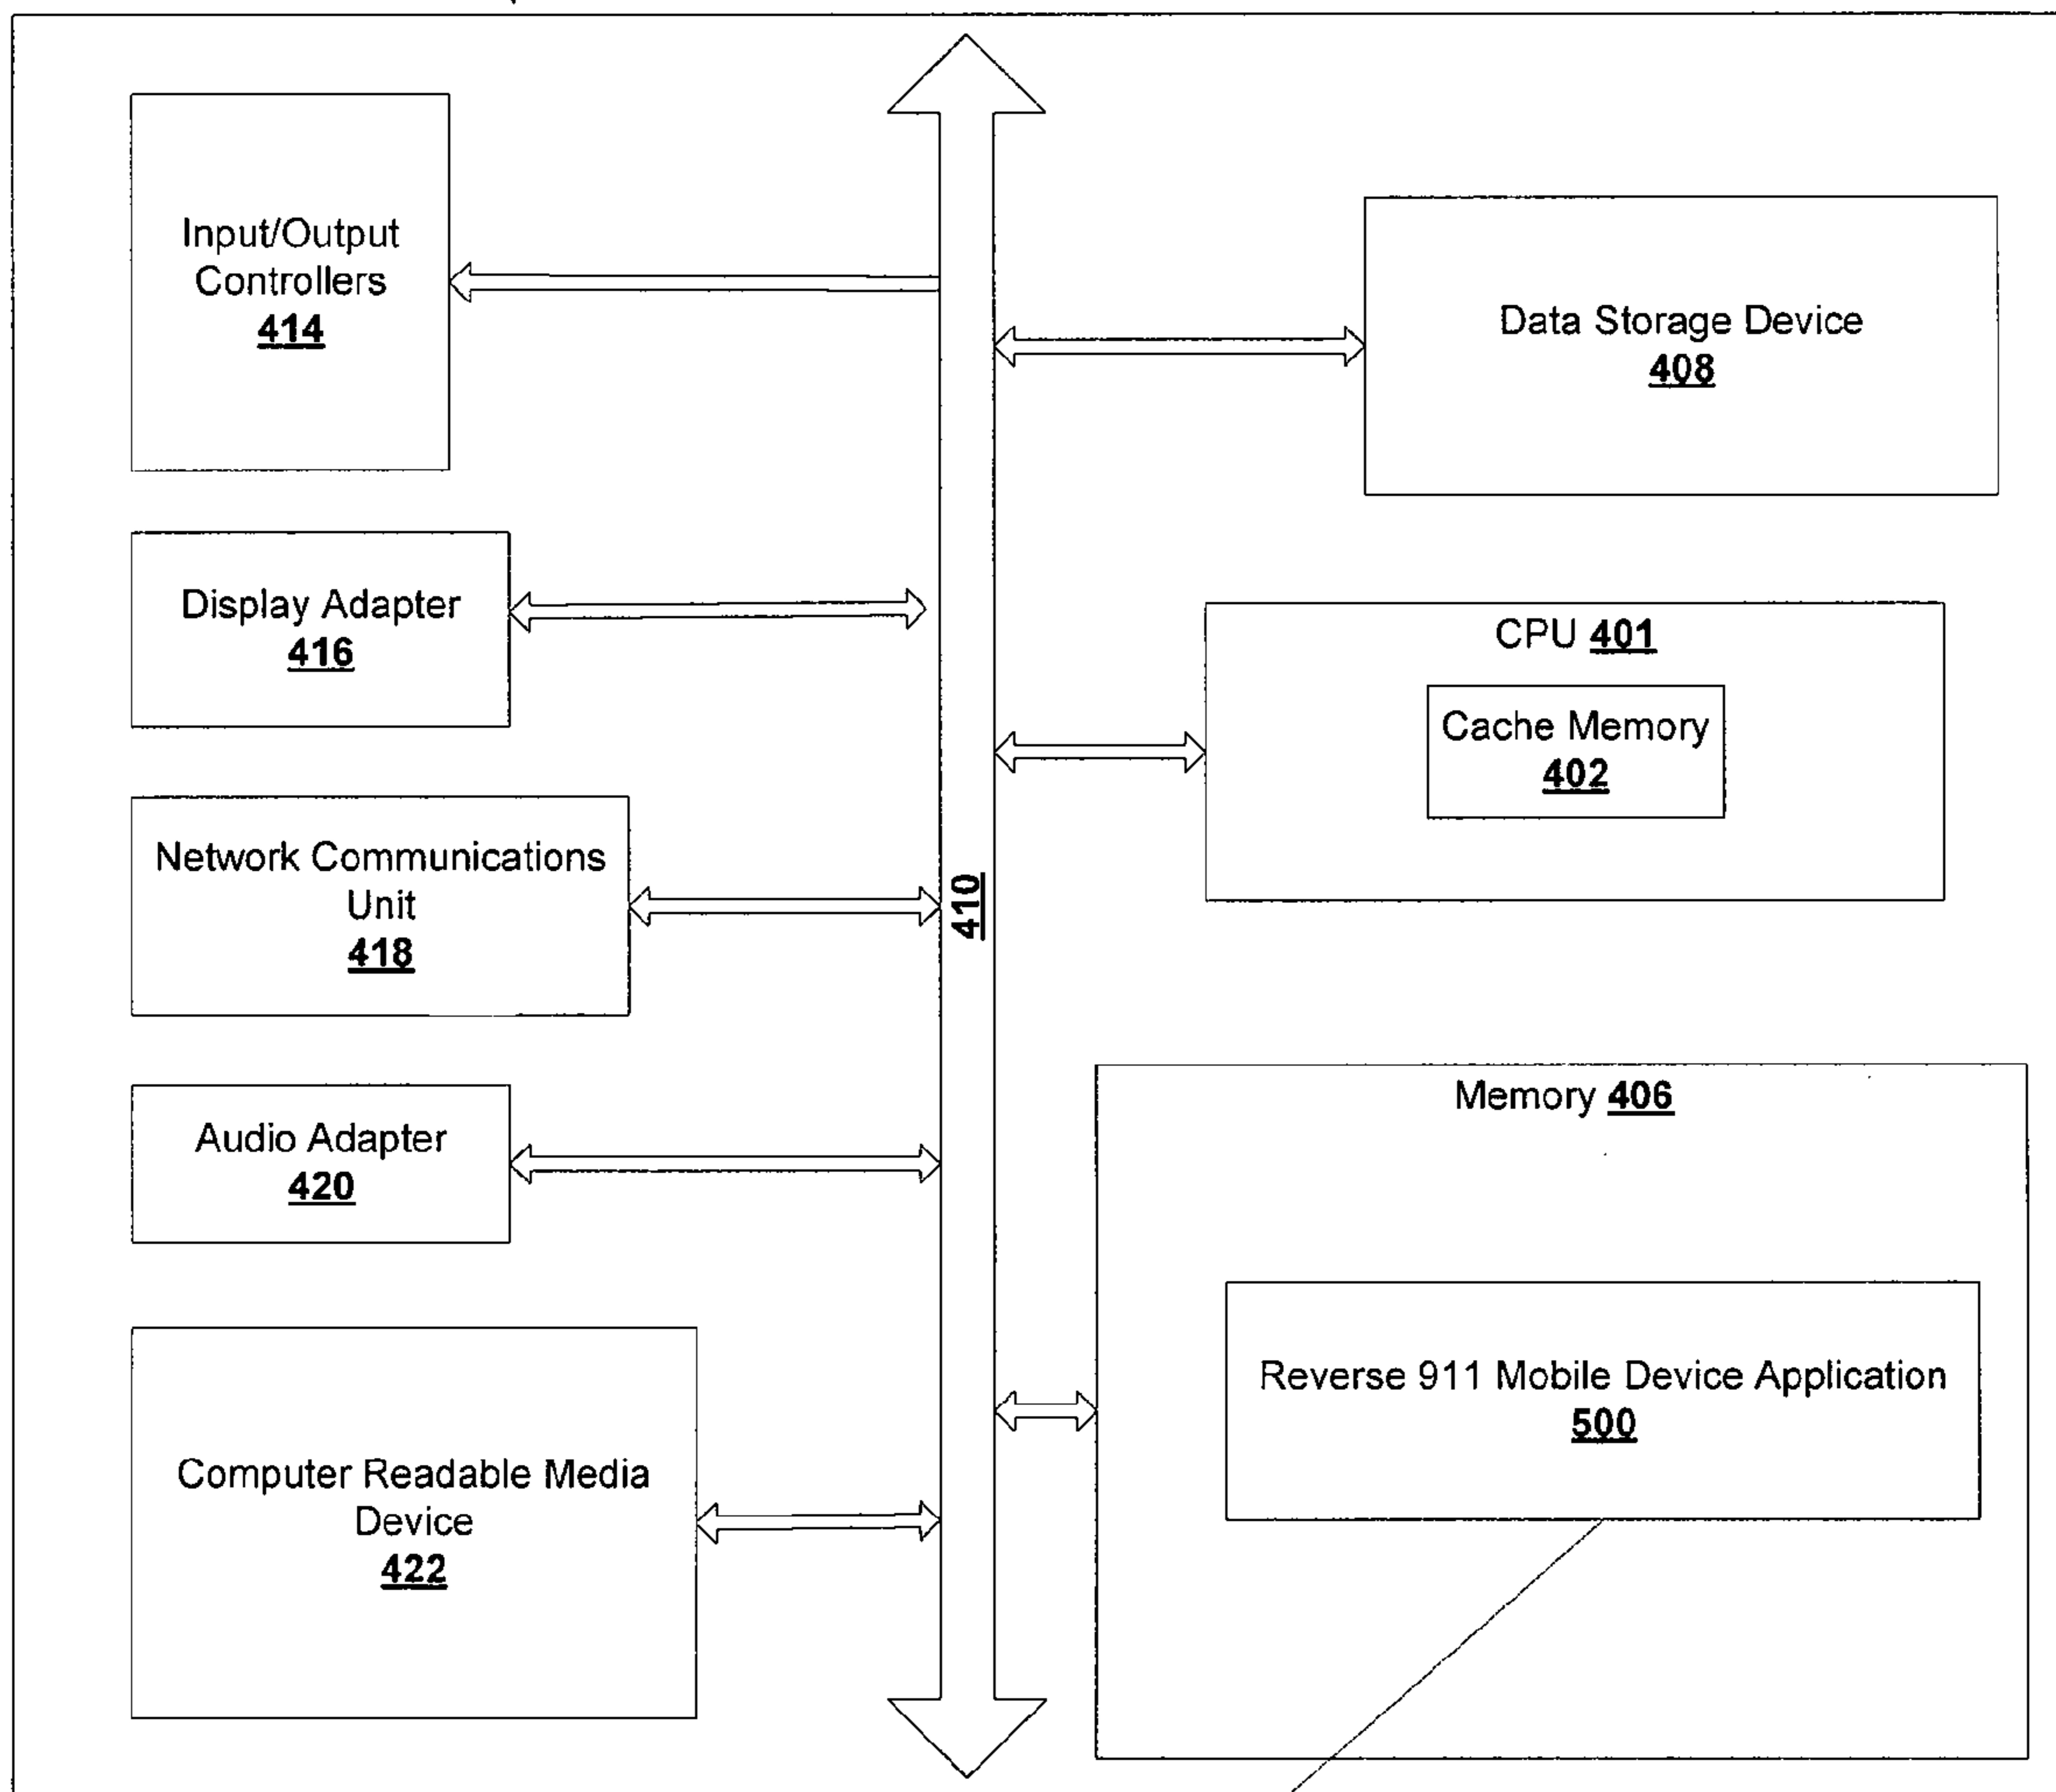 Input/Output
Controllers
414
Display Adapter
416
Network Communications
Unit
418
Audio Adapter
420
Computer Readable Media
Device
422
410
Data Storage Device
408
CPU 401
Cache Memory
402
Memory 406
Reverse 911 Mobile Device Application
500